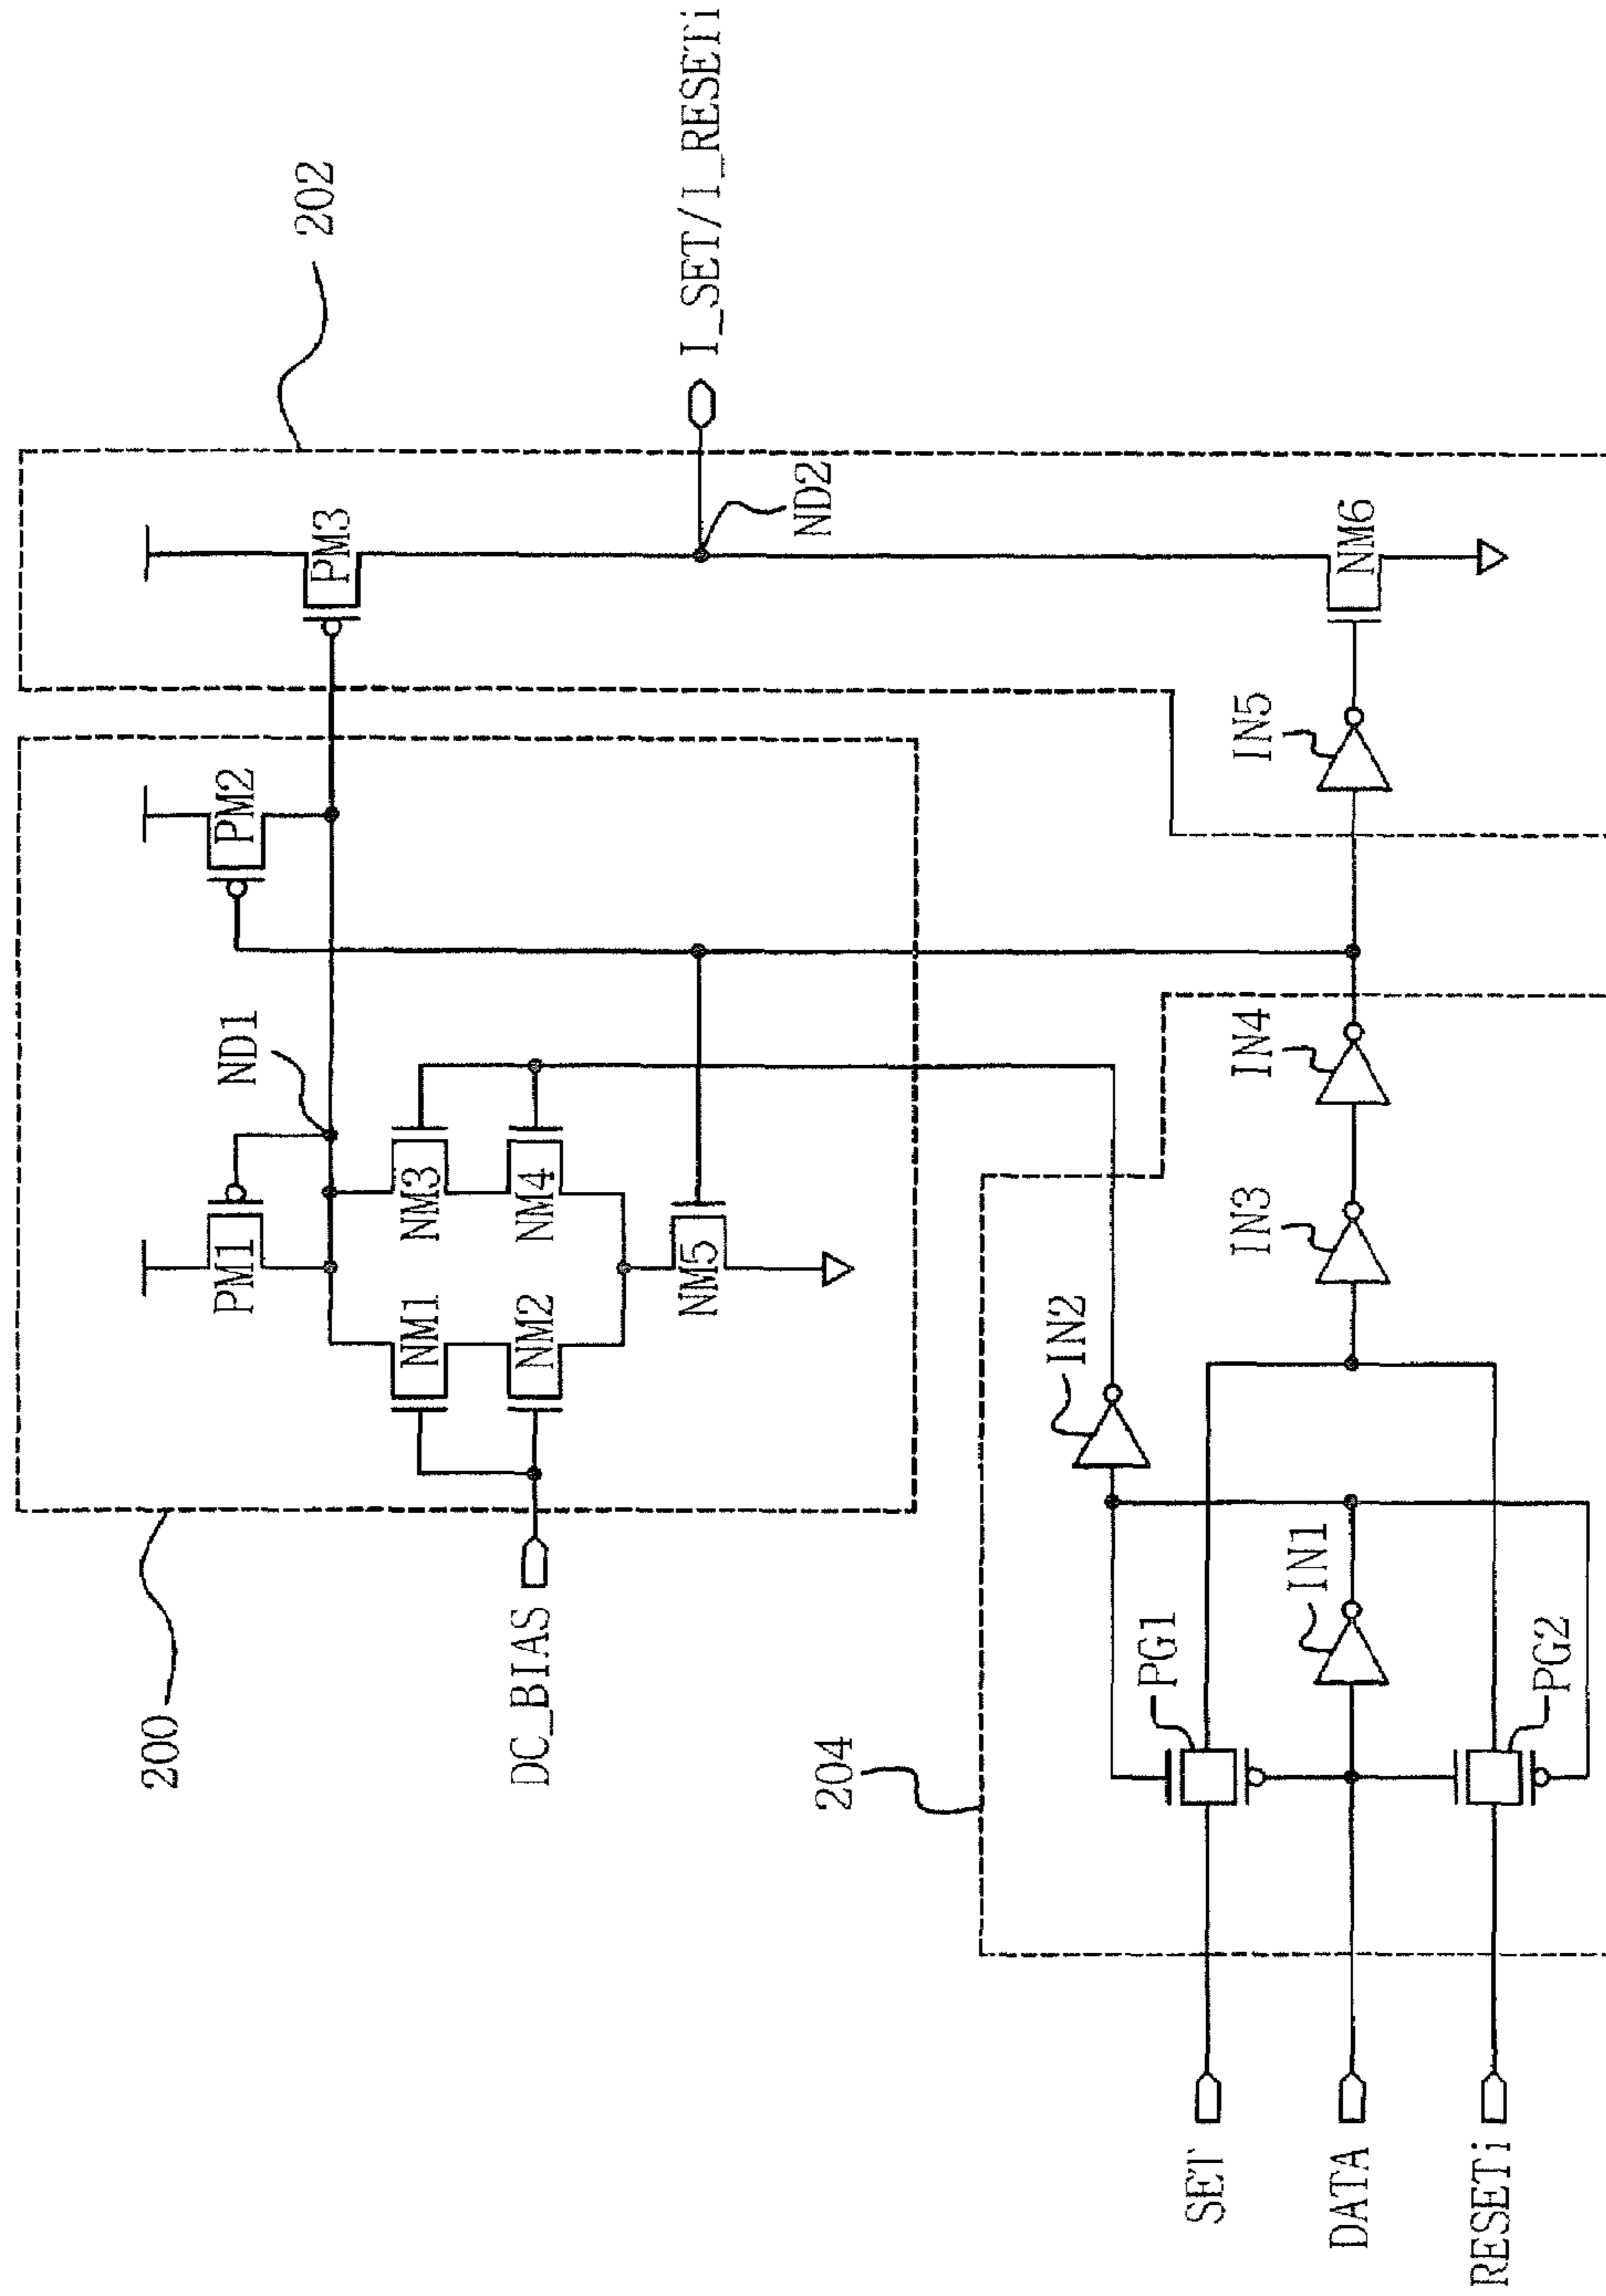 200
PM1
ND1
PM2
PM3
202
NM1
NM3
NM2
NM4
NM5
DC_BIAS
ND2
I_SET/I_RESETi
204
IN2
PG1
SET
IN1
IN3
IN4
IN5
NM6
DATA
PG2
RESETi